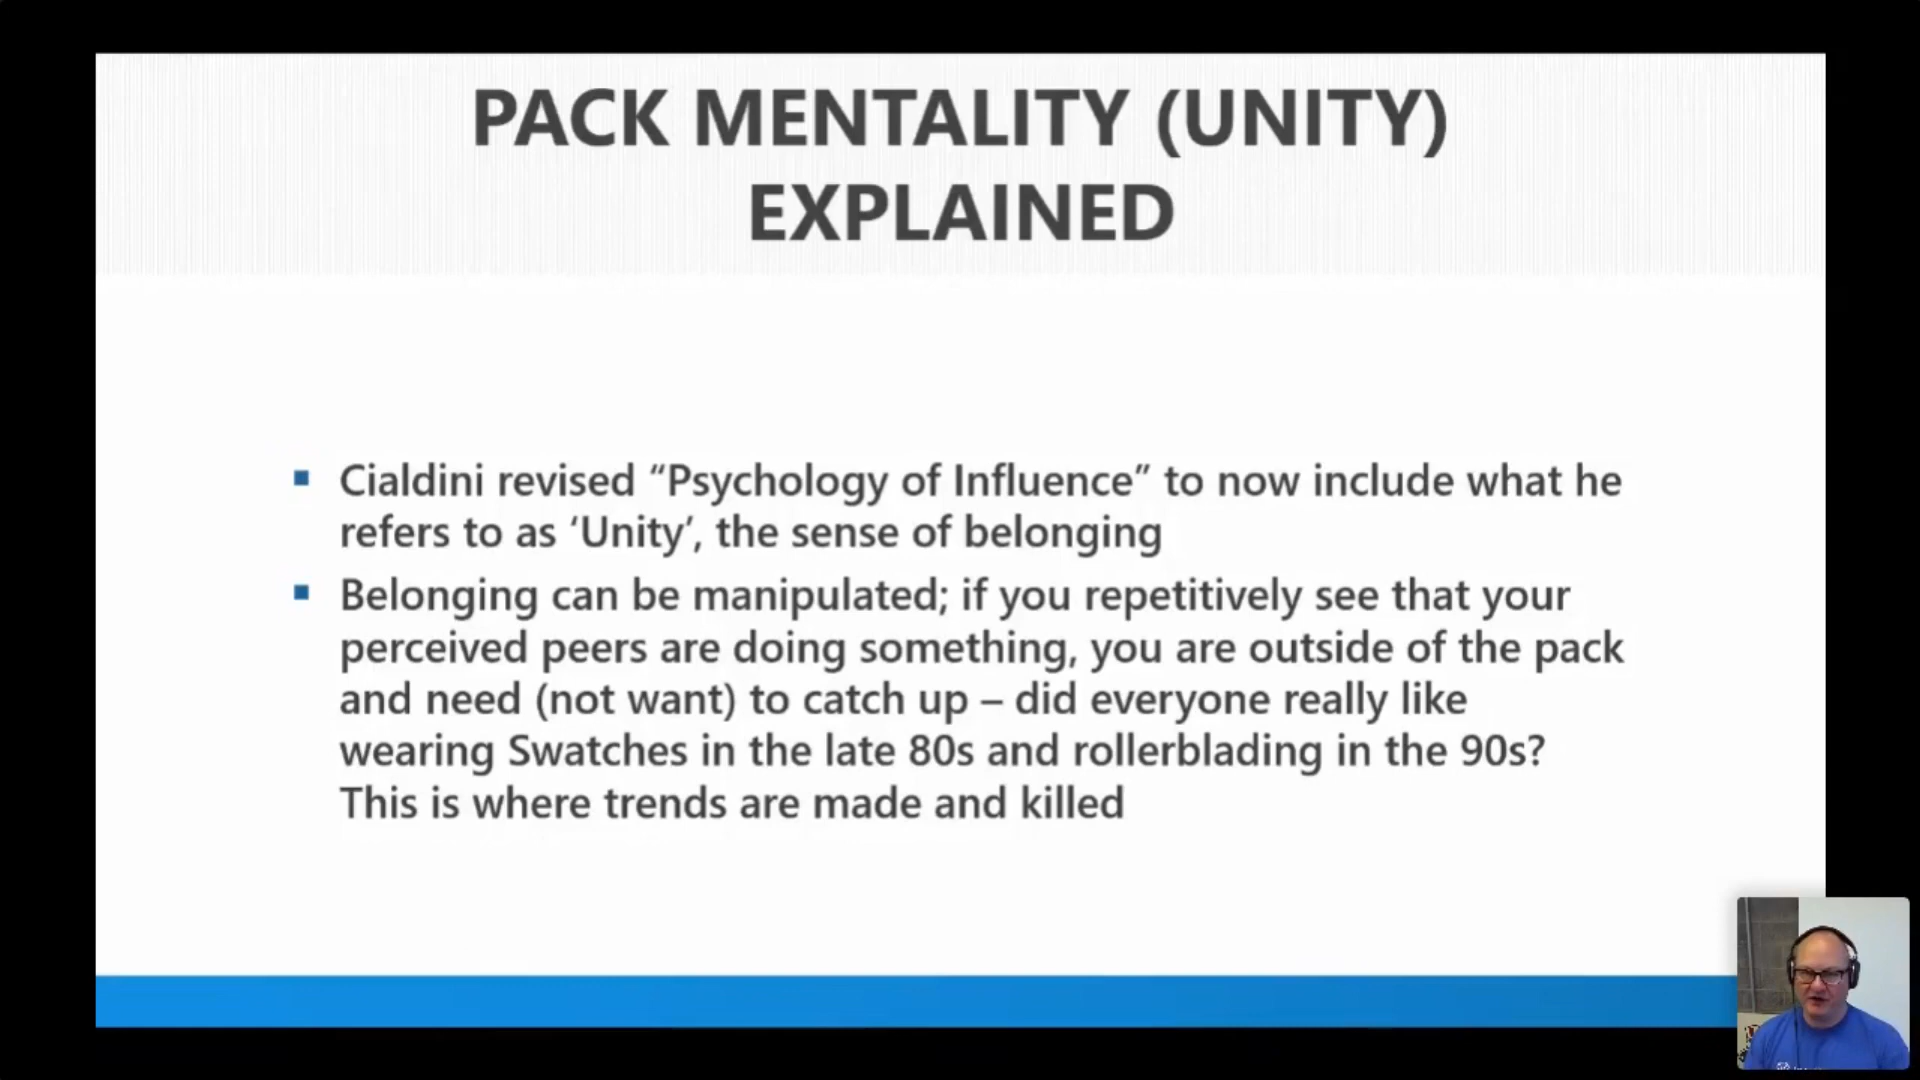 PACK MENTALITY (UNITY)
EXPLAINED
▪ Cialdini revised “Psychology of Influence” to now include what he
refers to as ‘Unity’, the sense of belonging
▪ Belonging can be manipulated; if you repetitively see that your
perceived peers are doing something, you are outside of the pack
and need (not want) to catch up – did everyone really like
wearing Swatches in the late 80s and rollerblading in the 90s?
This is where trends are made and killed